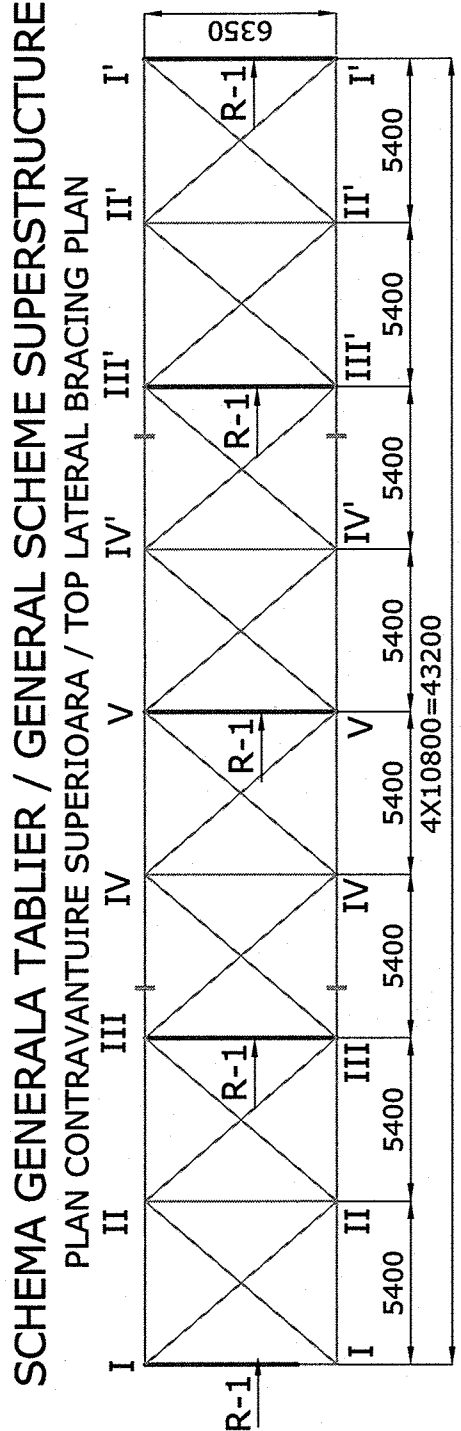 SCHEMA GENERALA TABLIER / GENERAL SCHEME SUPERSTRUCTURE
PLAN CONTRAVANTUIRE SUPERIOARA / TOP LATERAL BRACING PLAN
I II III IV V IV' III' II' I'
6350
R-1 R-1 R-1 R-1 R-1
I II III IV V IV' III' II' I'
5400 5400 5400 5400 5400 5400 5400 5400
4X10800=43200